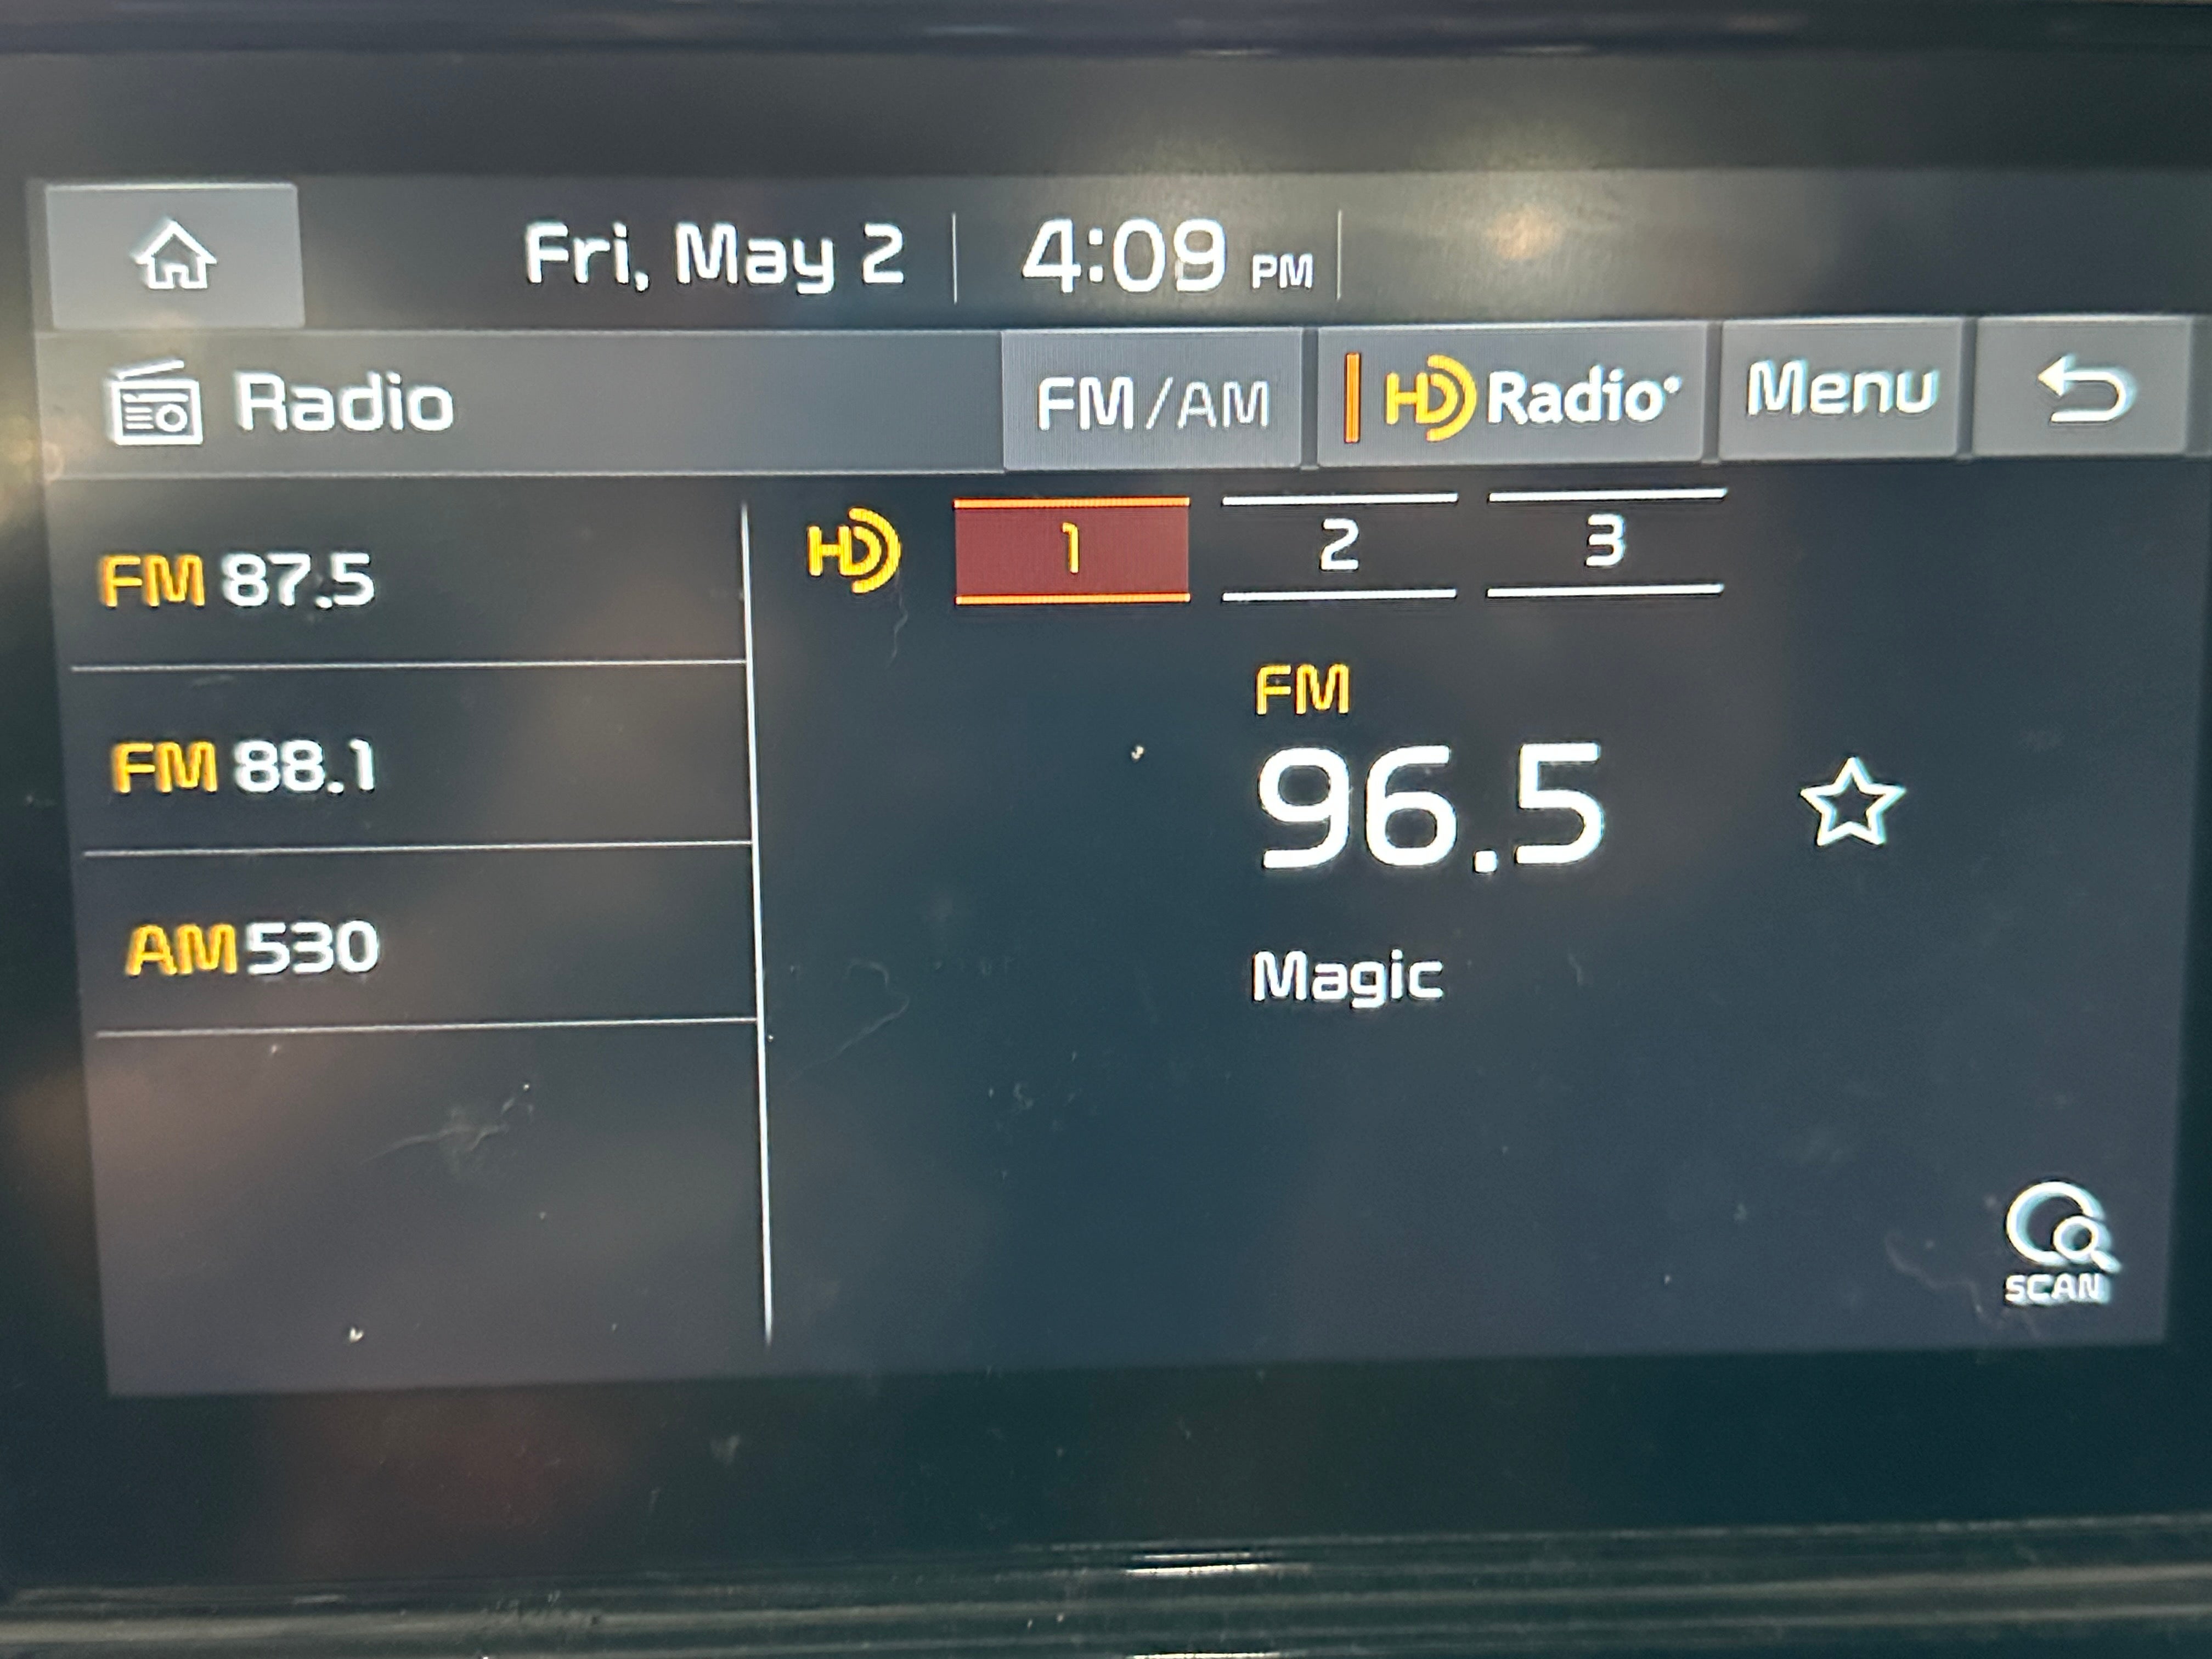 Fri, May 2 4:09 PM
Radio FM/AM HD Radio Menu
HD 1 2 3
FM 87.5
FM 88.1
AM 530
FM
96.5
Magic
SCAN